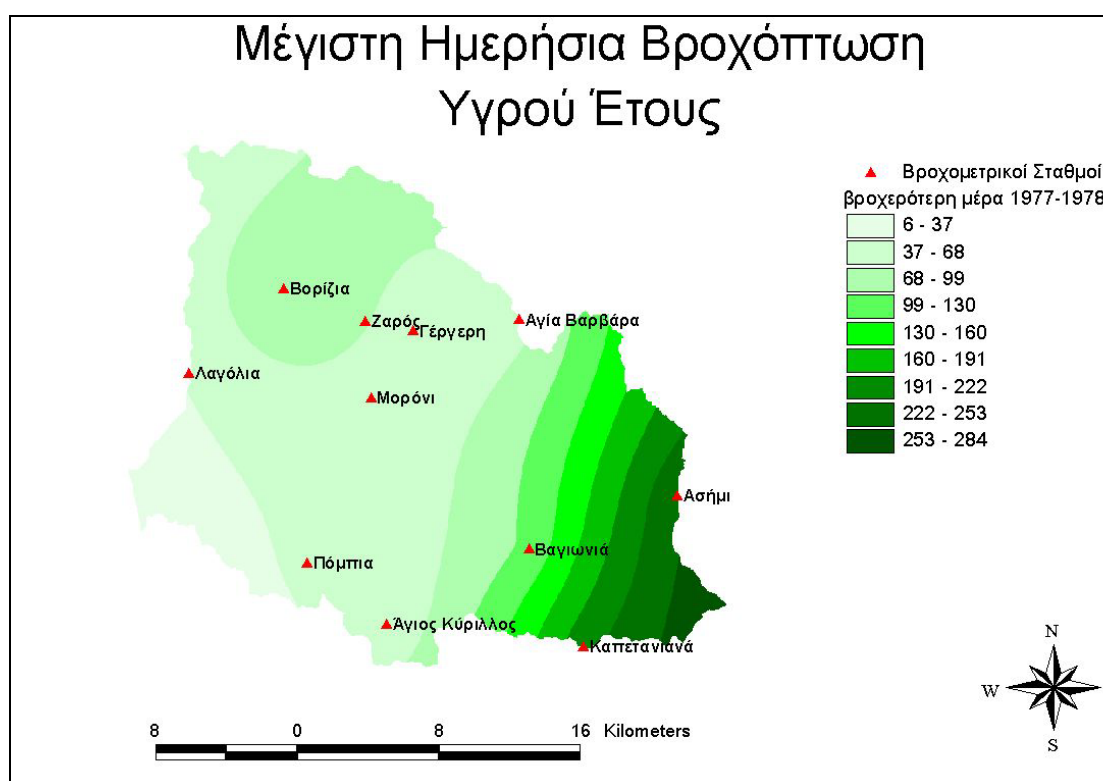 Μέγιστη Ημερήσια Βροχόπτωση
Υγρού Έτους
Βροχομετρικοί Σταθμοί
βροχερότερη μέρα 1977-1978
6 - 37
37 - 68
68 - 99
99 - 130
130 - 160
160 - 191
191 - 222
222 - 253
253 - 284
Βορίζια
Ζαρός
Γέργερη
Αγία Βαρβάρα
Λαγόλια
Μορόνι
Ασήμι
Βαγιωνιά
Πόμπια
Άγιος Κύριλλος
Καπετανιανά
N
W
S
8 0 8 16 Kilometers